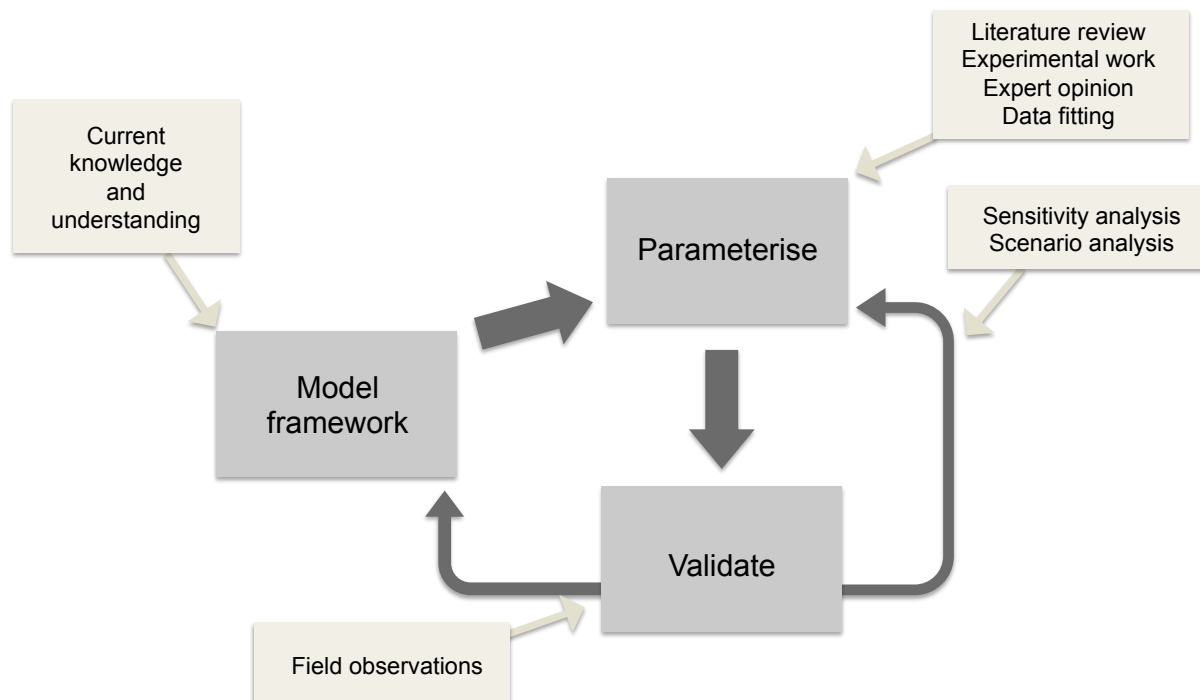 Literature review
Experimental work
Expert opinion
Data fitting
Current
knowledge
and
understanding
Sensitivity analysis
Scenario analysis
Parameterise
Model
framework
Validate
Field observations